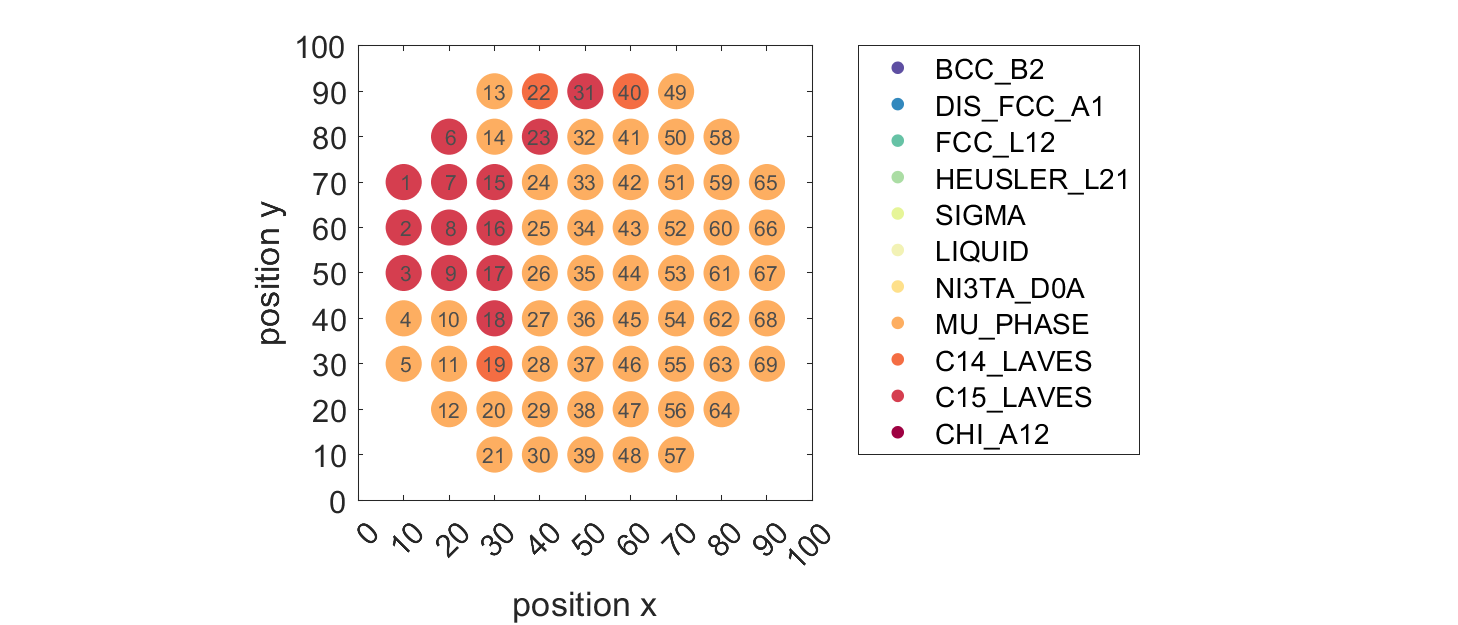 100
90
80
70
60
50
40
30
20
10
0
position y
13 22 31 40 49
6 14 23 32 41 50 58
1 7 15 24 33 42 51 59 65
2 8 16 25 34 43 52 60 66
3 9 17 26 35 44 53 61 67
4 10 18 27 36 45 54 62 68
5 11 19 28 37 46 55 63 69
12 20 29 38 47 56 64
21 30 39 48 57
0 10 20 30 40 50 60 70 80 90 100
position x
BCC_B2
DIS_FCC_A1
FCC_L12
HEUSLER_L21
SIGMA
LIQUID
NI3TA_D0A
MU_PHASE
C14_LAVES
C15_LAVES
CHI_A12